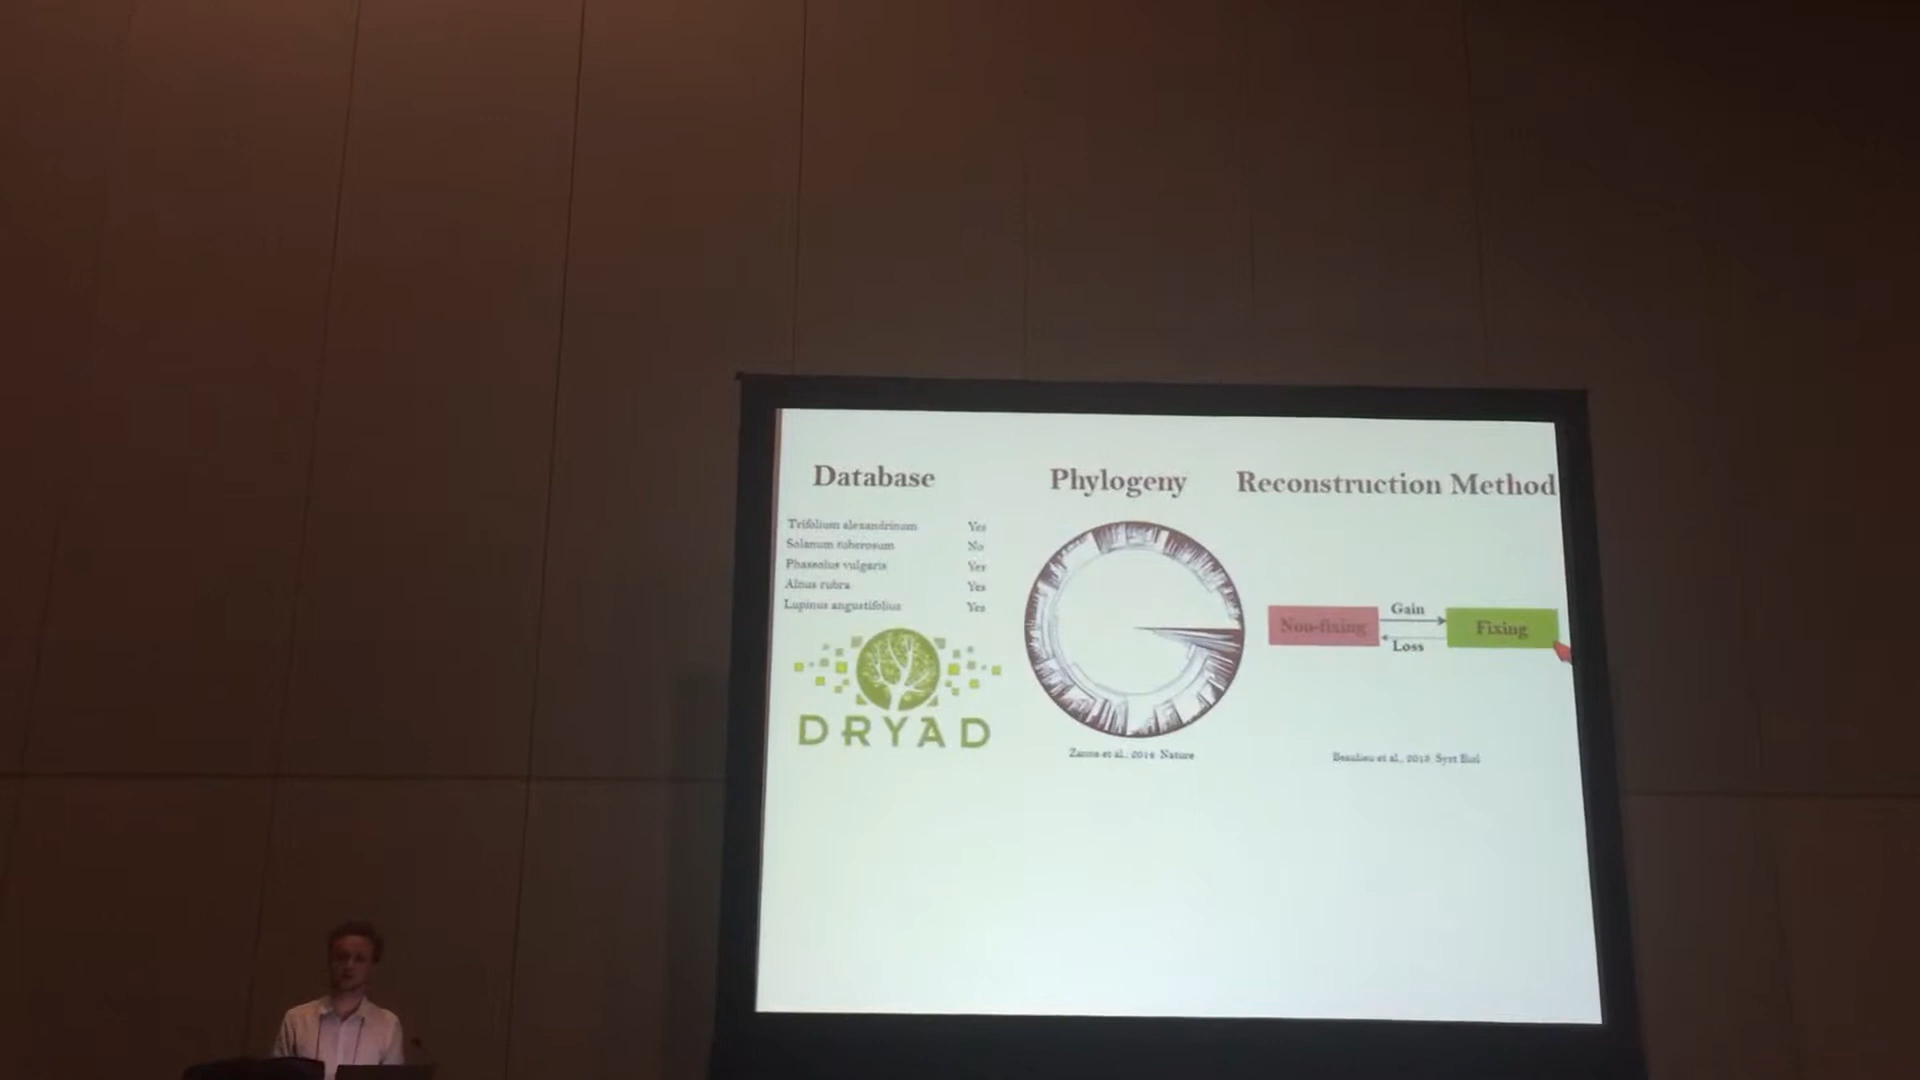 Database
Phylogeny
Reconstruction Method
Trifolium alexandrinum Yes
Solanum tuberosum No
Phaseolus vulgaris Yes
Alnus rubra Yes
Lupinus angustifolius Yes
DRYAD
Gain
Non-fixing
Fixing
Loss
Zanne et al., 2014 Nature
Beaulieu et al., 2013 Syst Biol